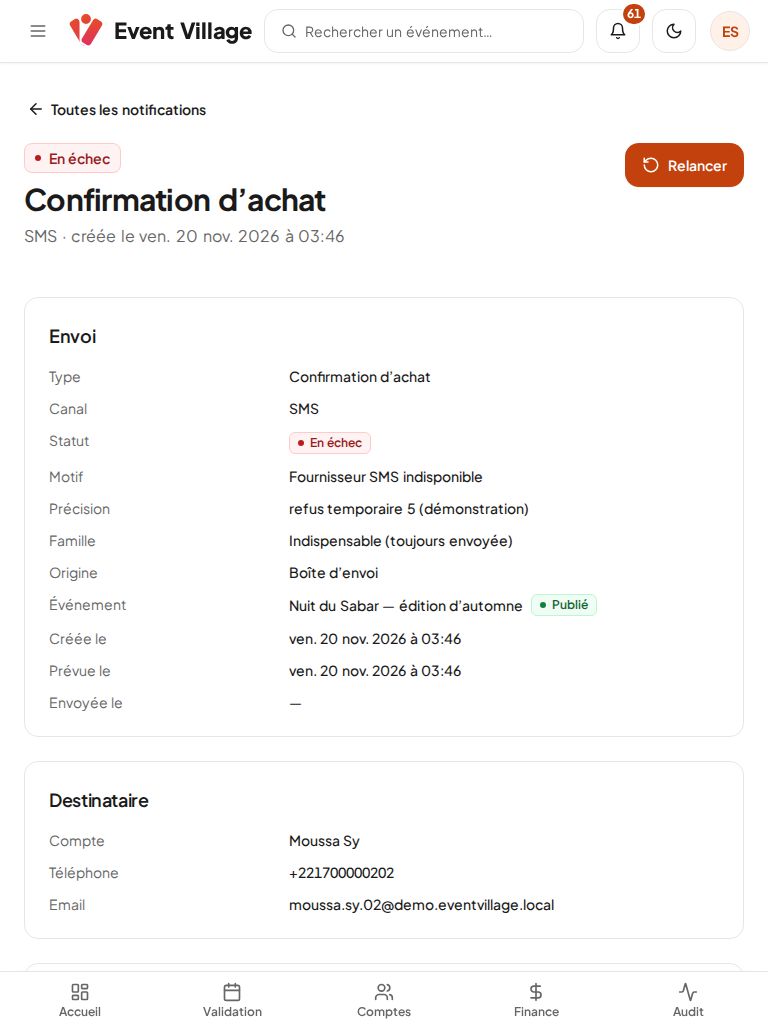 Event Village
Rechercher un événement…
61
ES
Toutes les notifications
En échec
Relancer
Confirmation d’achat
SMS · créée le ven. 20 nov. 2026 à 03:46
Envoi
Type Confirmation d’achat
Canal SMS
Statut En échec
Motif Fournisseur SMS indisponible
Précision refus temporaire 5 (démonstration)
Famille Indispensable (toujours envoyée)
Origine Boîte d’envoi
Événement Nuit du Sabar — édition d’automne Publié
Créée le ven. 20 nov. 2026 à 03:46
Prévue le ven. 20 nov. 2026 à 03:46
Envoyée le —
Destinataire
Compte Moussa Sy
Téléphone +221700000202
Email moussa.sy.02@demo.eventvillage.local
Accueil Validation Comptes Finance Audit